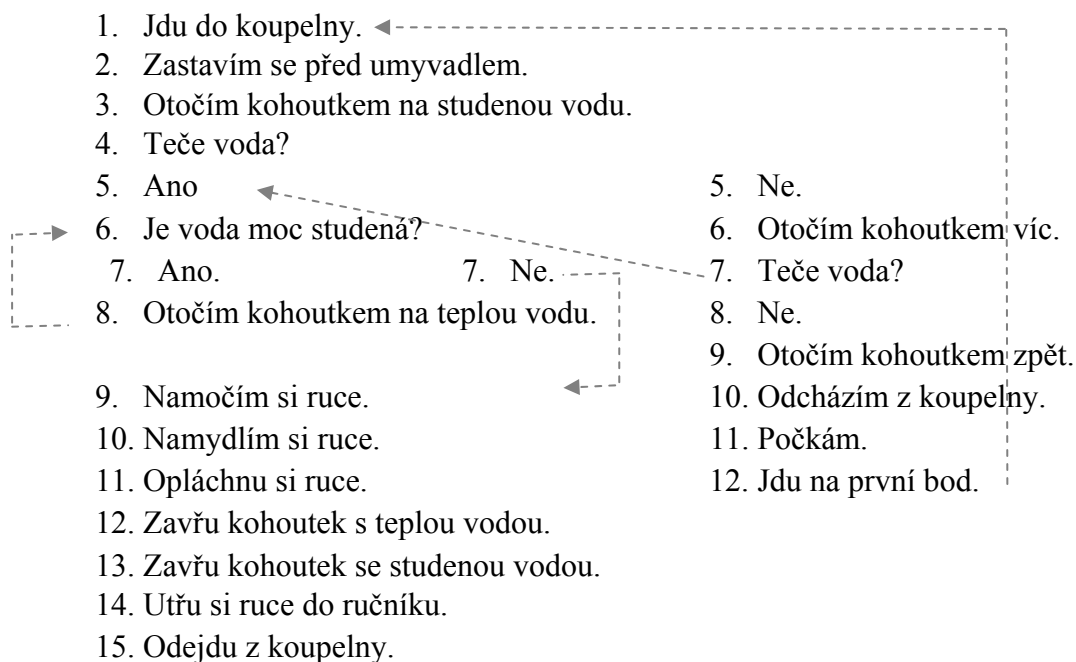 1. Jdu do koupelny.
2. Zastavím se před umyvadlem.
3. Otočím kohoutkem na studenou vodu.
4. Teče voda?
5. Ano 5. Ne.
6. Je voda moc studená? 6. Otočím kohoutkem víc.
7. Ano. 7. Ne. 7. Teče voda?
8. Otočím kohoutkem na teplou vodu. 8. Ne.
9. Otočím kohoutkem zpět.
9. Namočím si ruce. 10. Odcházím z koupelny.
10. Namydlím si ruce. 11. Počkám.
11. Opláchnu si ruce. 12. Jdu na první bod.
12. Zavřu kohoutek s teplou vodou.
13. Zavřu kohoutek se studenou vodou.
14. Utřu si ruce do ručníku.
15. Odejdu z koupelny.